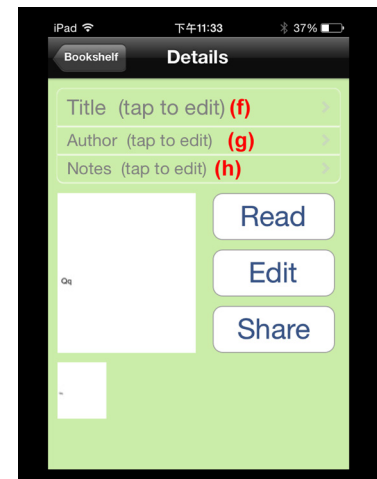 iPad 下午11:33 37%
Bookshelf Details
Title (tap to edit) (f)
Author (tap to edit) (g)
Notes (tap to edit) (h)
Read
Qq
Edit
Share